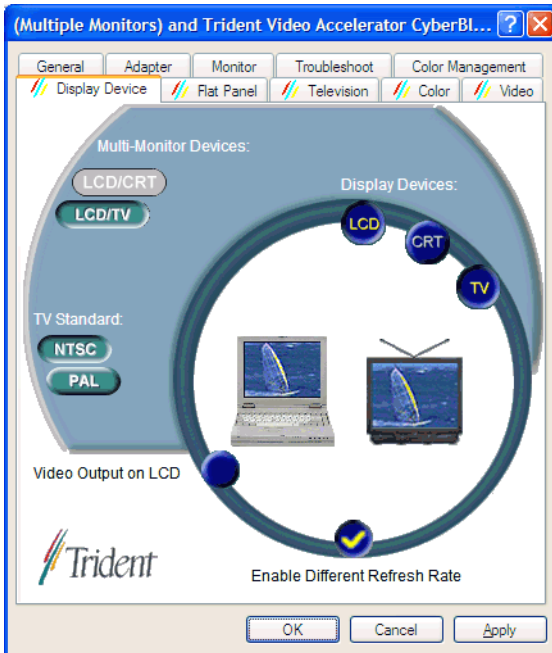 (Multiple Monitors) and Trident Video Accelerator CyberBl...
General Adapter Monitor Troubleshoot Color Management
Display Device Flat Panel Television Color Video
Multi-Monitor Devices:
LCD/CRT
LCD/TV
Display Devices:
LCD
CRT
TV
TV Standard:
NTSC
PAL
Video Output on LCD
Trident
Enable Different Refresh Rate
OK Cancel Apply